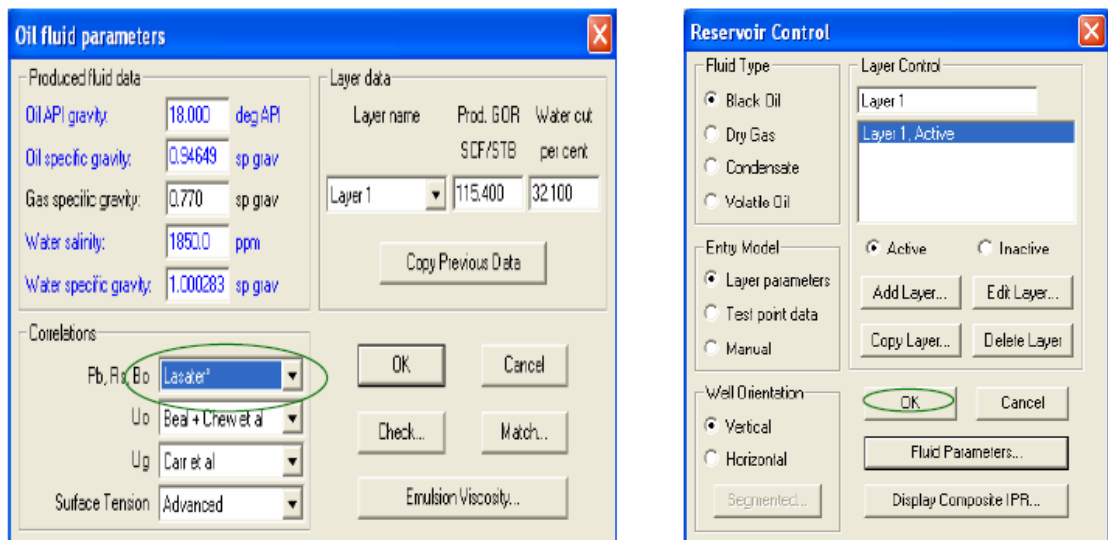 Oil fluid parameters
Produced fluid data
Oil API gravity: 18.000 deg API
Oil specific gravity: 0.94649 sp grav
Gas specific gravity: 0.770 sp grav
Water salinity: 1850.0 ppm
Water specific gravity: 1.000283 sp grav
Layer data
Layer name Prod. GOR Water cut
SCF/STB per cent
Layer 1 115.400 32.100
Copy Previous Data
Correlations
Pb, Rs, Bo Lasater*
Uo Beal + Chew et al
Ug Carr et al
Surface Tension Advanced
OK Cancel
Check... Match...
Emulsion Viscosity...
Reservoir Control
Fluid Type
Black Oil
Dry Gas
Condensate
Volatile Oil
Entry Model
Layer parameters
Test point data
Manual
Well Orientation
Vertical
Horizontal
Segmented...
Layer Control
Layer 1
Layer 1, Active
Active Inactive
Add Layer... Edit Layer...
Copy Layer... Delete Layer
OK Cancel
Fluid Parameters...
Display Composite IPR...